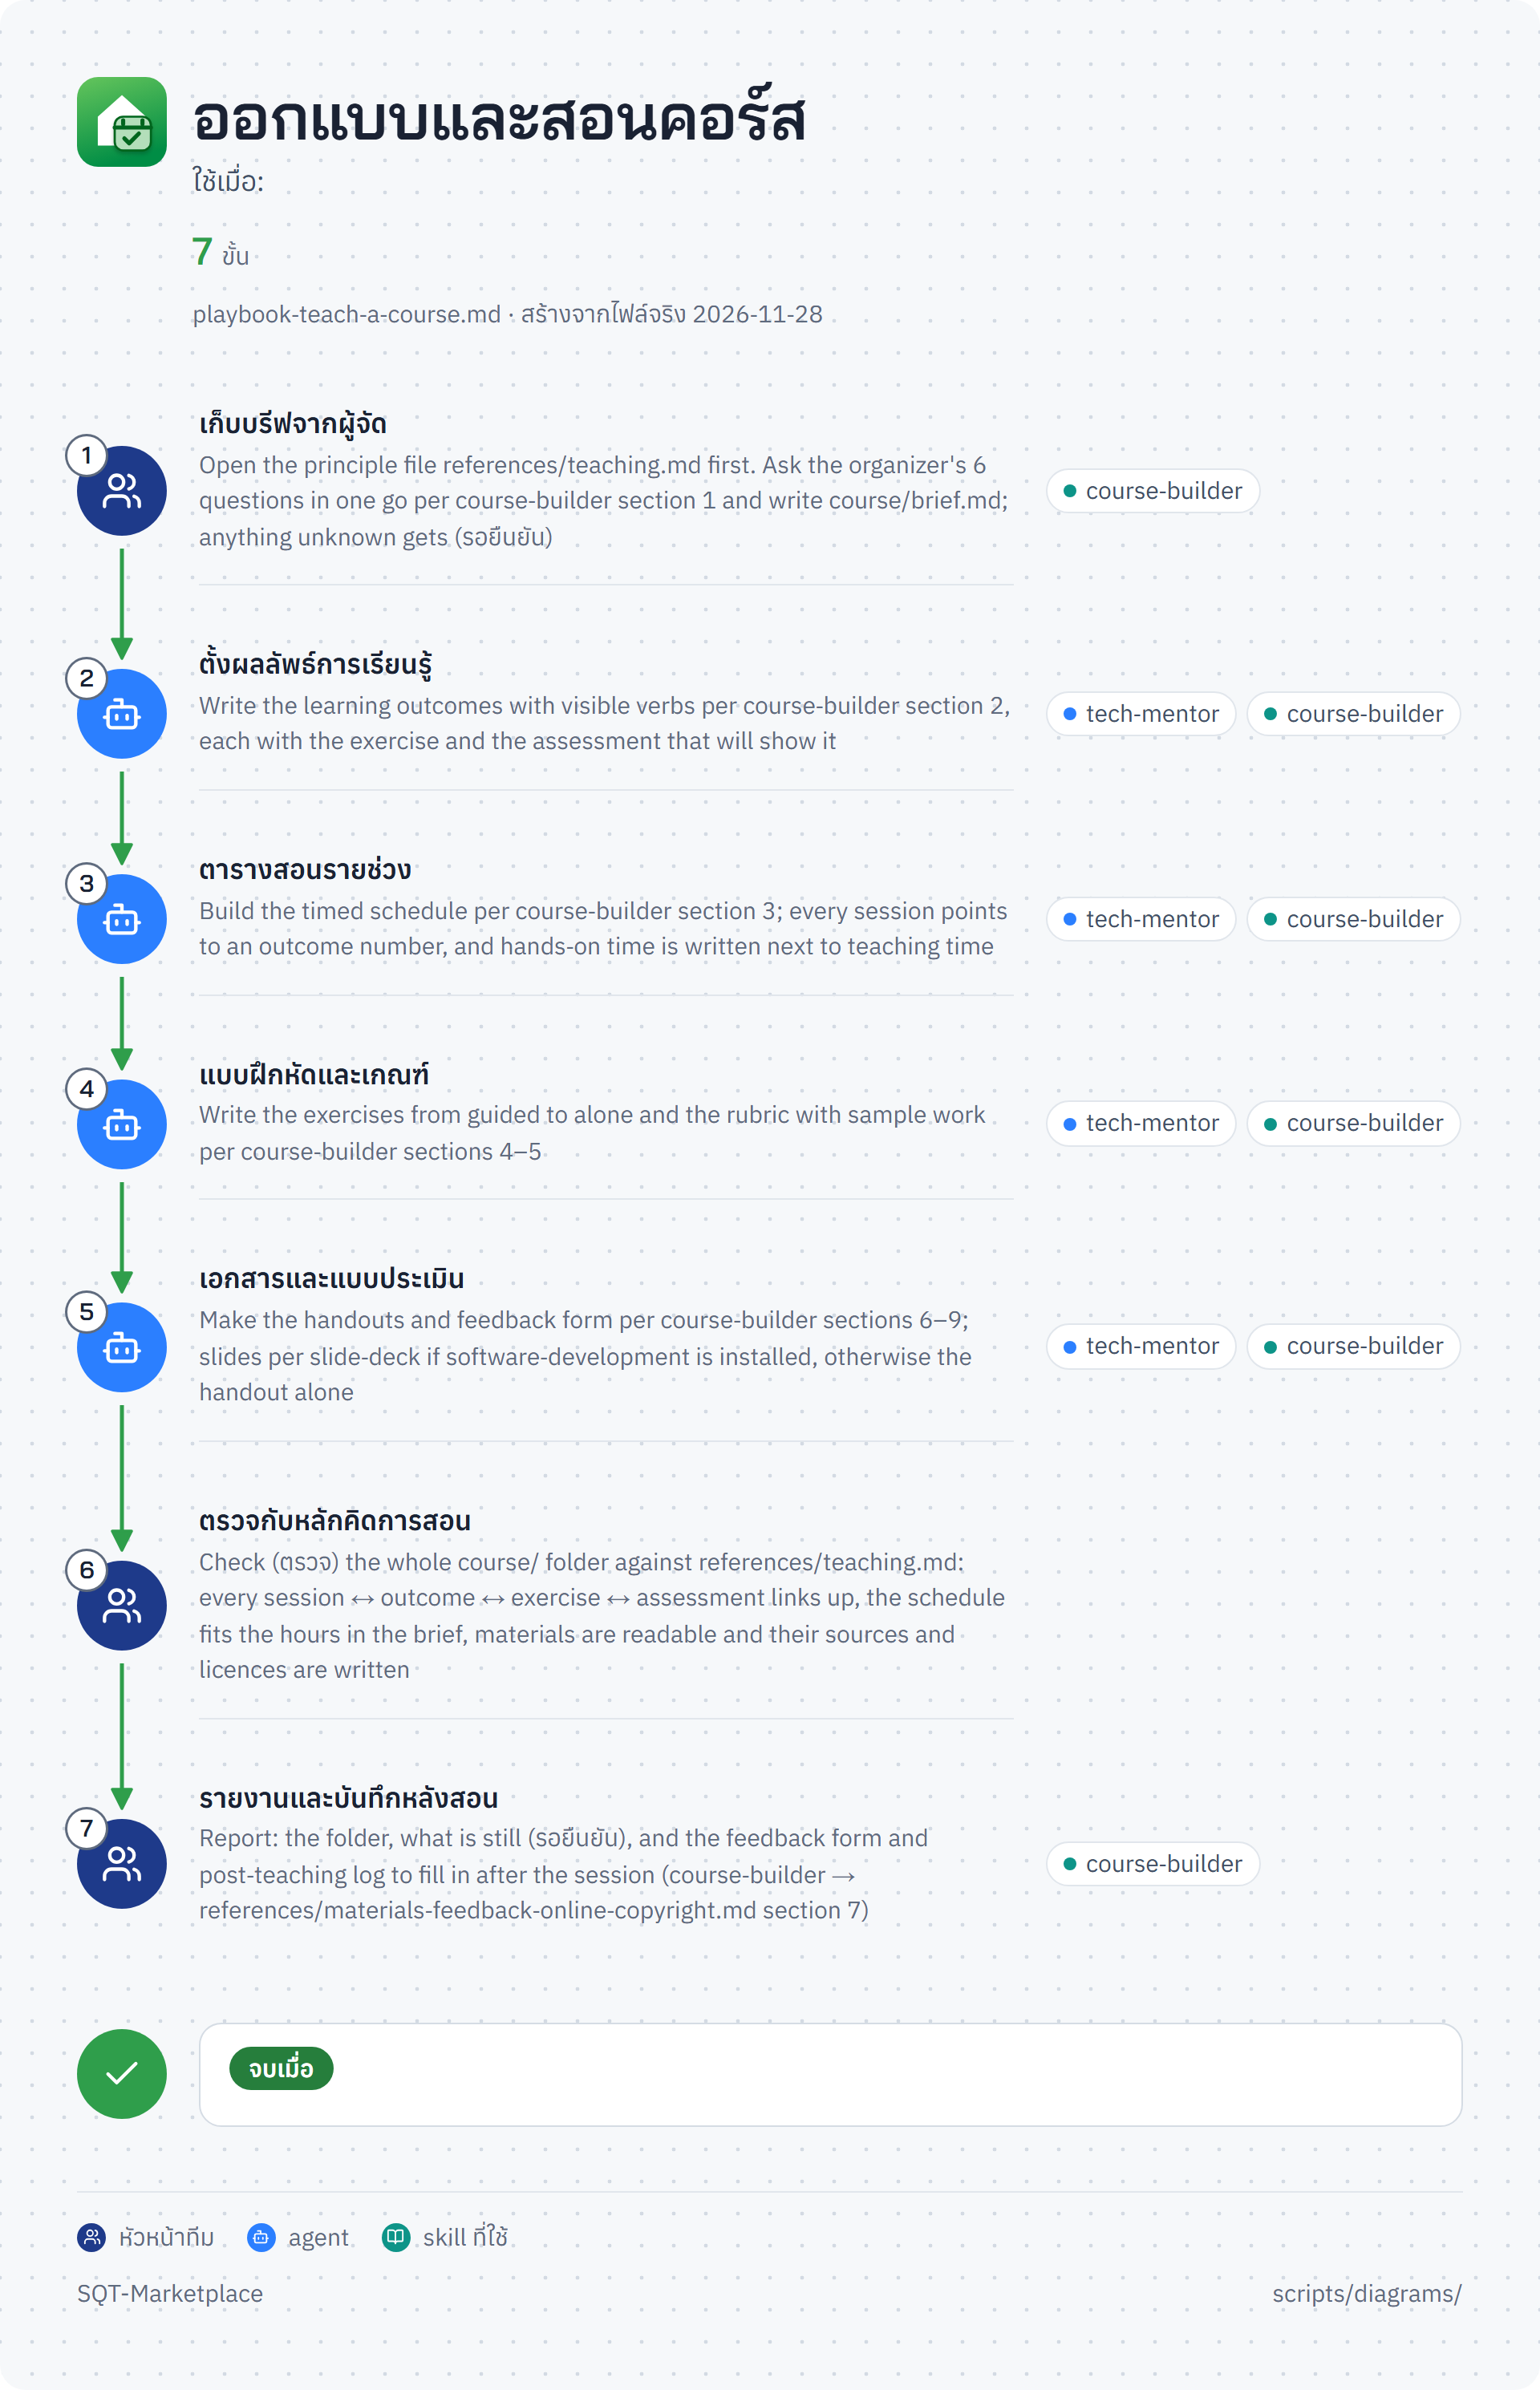 ออกแบบและสอนคอร์ส
ใช้เมื่อ:
7 ขั้น
playbook-teach-a-course.md · สร้างจากไฟล์จริง 2026-11-28
1
เก็บบรีฟจากผู้จัด
Open the principle file references/teaching.md first. Ask the organizer's 6
questions in one go per course-builder section 1 and write course/brief.md;
anything unknown gets (รอยืนยัน)
course-builder
2
ตั้งผลลัพธ์การเรียนรู้
Write the learning outcomes with visible verbs per course-builder section 2,
each with the exercise and the assessment that will show it
tech-mentor course-builder
3
ตารางสอนรายช่วง
Build the timed schedule per course-builder section 3; every session points
to an outcome number, and hands-on time is written next to teaching time
tech-mentor course-builder
4
แบบฝึกหัดและเกณฑ์
Write the exercises from guided to alone and the rubric with sample work
per course-builder sections 4–5
tech-mentor course-builder
5
เอกสารและแบบประเมิน
Make the handouts and feedback form per course-builder sections 6–9;
slides per slide-deck if software-development is installed, otherwise the
handout alone
tech-mentor course-builder
6
ตรวจกับหลักคิดการสอน
Check (ตรวจ) the whole course/ folder against references/teaching.md:
every session ↔ outcome ↔ exercise ↔ assessment links up, the schedule
fits the hours in the brief, materials are readable and their sources and
licences are written
7
รายงานและบันทึกหลังสอน
Report: the folder, what is still (รอยืนยัน), and the feedback form and
post-teaching log to fill in after the session (course-builder →
references/materials-feedback-online-copyright.md section 7)
course-builder
จบเมื่อ
หัวหน้าทีม agent skill ที่ใช้
SQT-Marketplace scripts/diagrams/